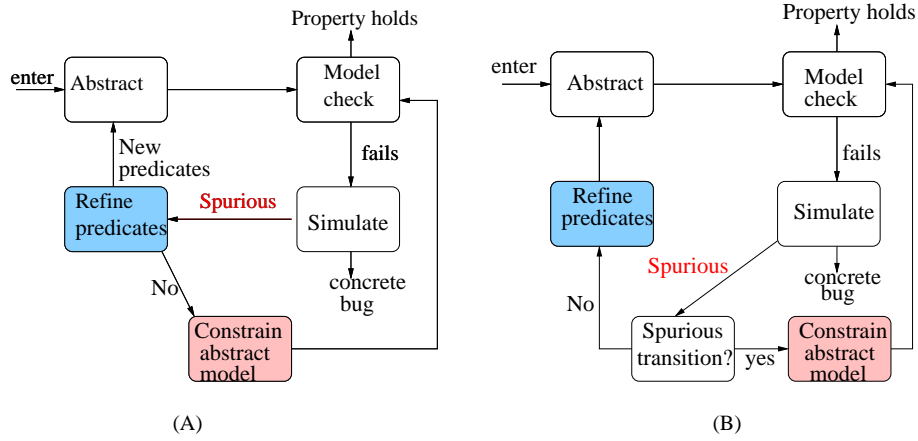 Property holds
enter
Abstract
Model
check
New
predicates
fails
Refine
predicates
Spurious
Simulate
No
concrete
bug
Constrain
abstract
model
(A)
Property holds
enter
Abstract
Model
check
fails
Refine
predicates
Simulate
Spurious
concrete
bug
No
Spurious
transition?
yes
Constrain
abstract
model
(B)